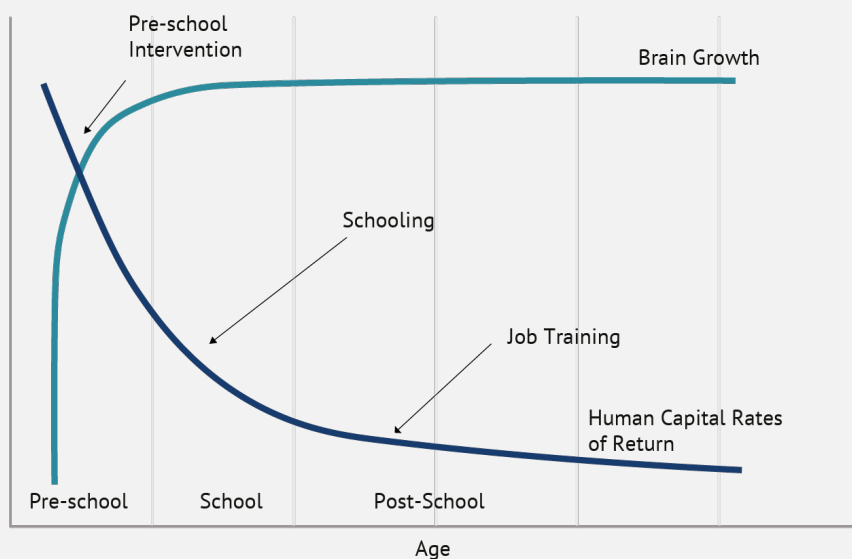 Pre-school
Intervention
Brain Growth
Schooling
Job Training
Human Capital Rates
of Return
Pre-school
School
Post-School
Age